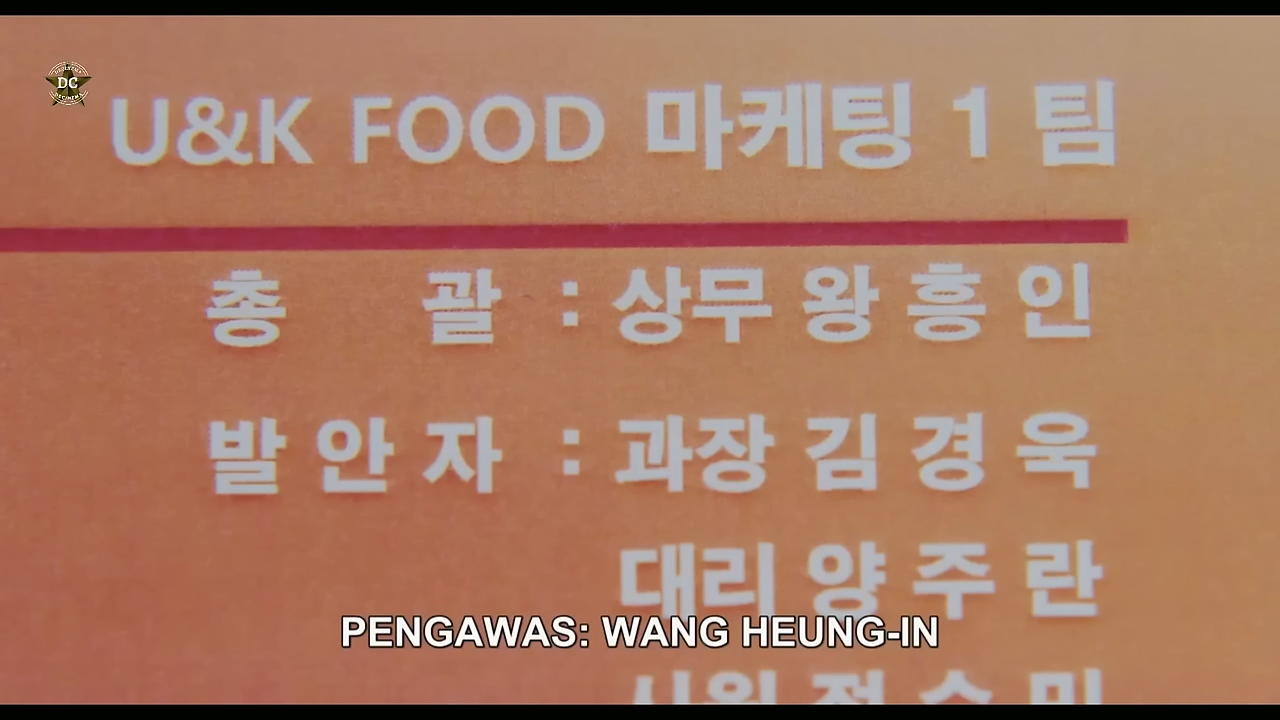 DC
U&K FOOD 마케팅 1 팀
총 괄 : 상무 왕 흥 인
발 안 자 : 과장 김 경 욱
대리 양 주 란
PENGAWAS: WANG HEUNG-IN